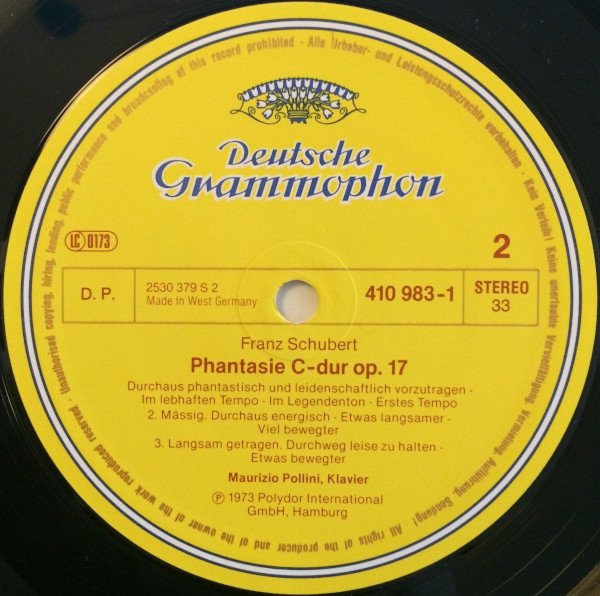 Deutsche
Grammophon
LC 0173
2
D. P.
2530 379 S 2
Made in West Germany
410 983-1
STEREO
33
Franz Schubert
Phantasie C-dur op. 17
Durchaus phantastisch und leidenschaftlich vorzutragen -
Im lebhaften Tempo - Im Legendenton - Erstes Tempo
2. Mässig. Durchaus energisch - Etwas langsamer -
Viel bewegter
3. Langsam getragen. Durchweg leise zu halten -
Etwas bewegter
Maurizio Pollini, Klavier
Ⓟ 1973 Polydor International
GmbH, Hamburg
Alle Urheber- und Leistungsschutzrechte vorbehalten · Kein Verleih! Keine unerlaubte Vervielfältigung, Vermietung, Aufführung, Sendung! · All rights of the producer and of the owner of the work reproduced reserved · Unauthorised copying, hiring, lending, public performance and broadcasting of this record prohibited ·